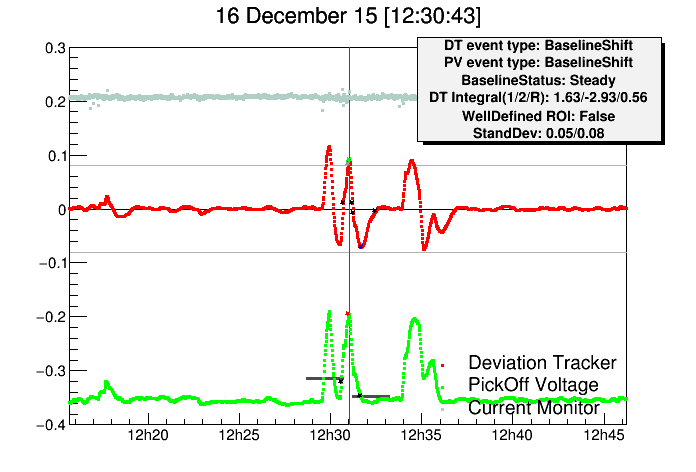 16 December 15 [12:30:43]
DT event type: BaselineShift
PV event type: BaselineShift
BaselineStatus: Steady
DT Integral(1/2/R): 1.63/-2.93/0.56
WellDefined ROI: False
StandDev: 0.05/0.08
0.3
0.2
0.1
0
−0.1
−0.2
−0.3
−0.4
Deviation Tracker
PickOff Voltage
Current Monitor
12h20 12h25 12h30 12h35 12h40 12h45